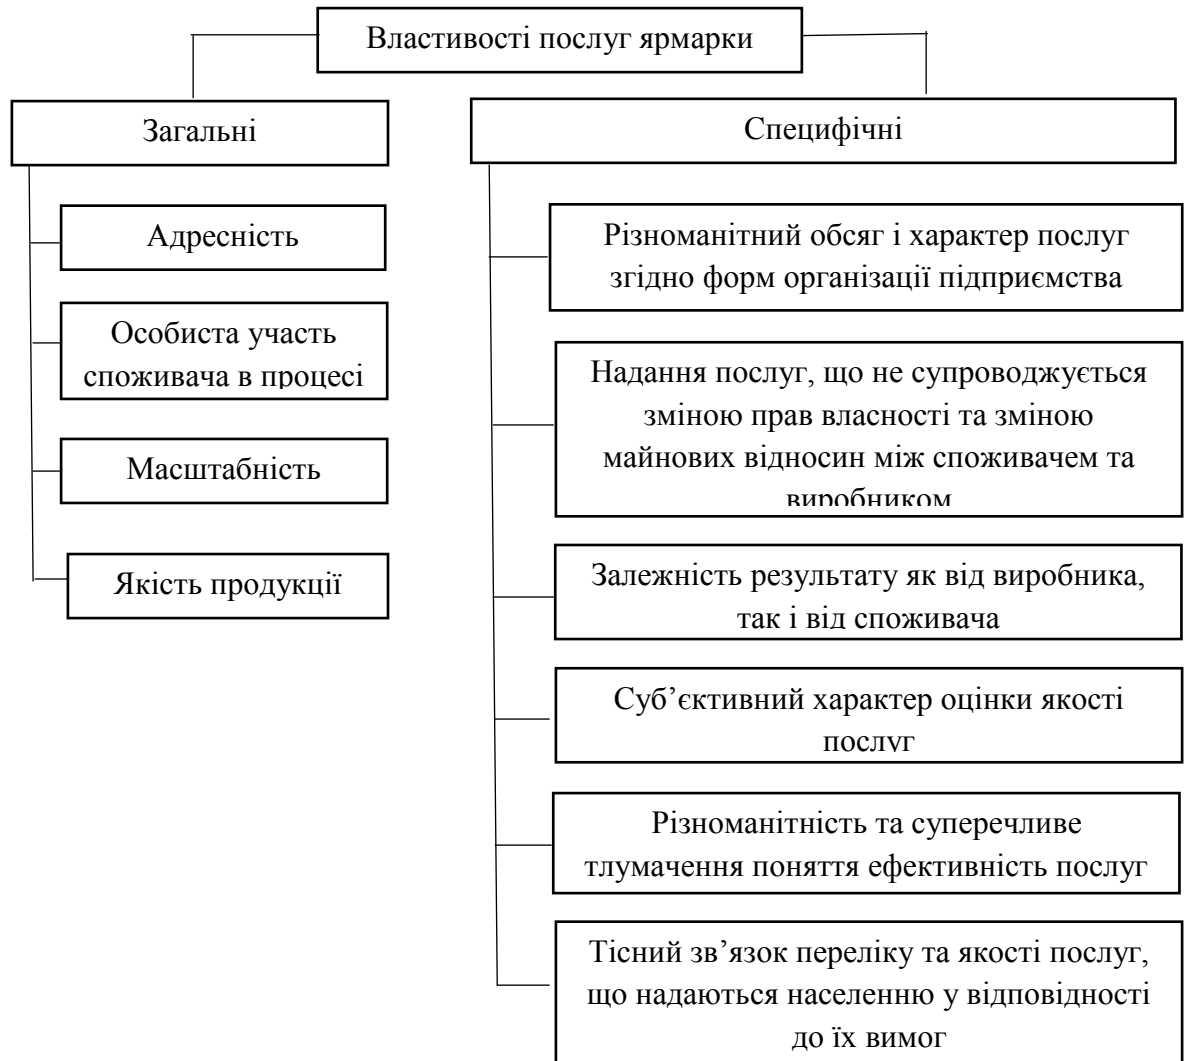 Властивості послуг ярмарки
Загальні
Адресність
Особиста участь
споживача в процесі
Масштабність
Якість продукції
Специфічні
Різноманітний обсяг і характер послуг
згідно форм організації підприємства
Надання послуг, що не супроводжується
зміною прав власності та зміною
майнових відносин між споживачем та
виробником
Залежність результату як від виробника,
так і від споживача
Суб’єктивний характер оцінки якості
послуг
Різноманітність та суперечливе
тлумачення поняття ефективність послуг
Тісний зв’язок переліку та якості послуг,
що надаються населенню у відповідності
до їх вимог